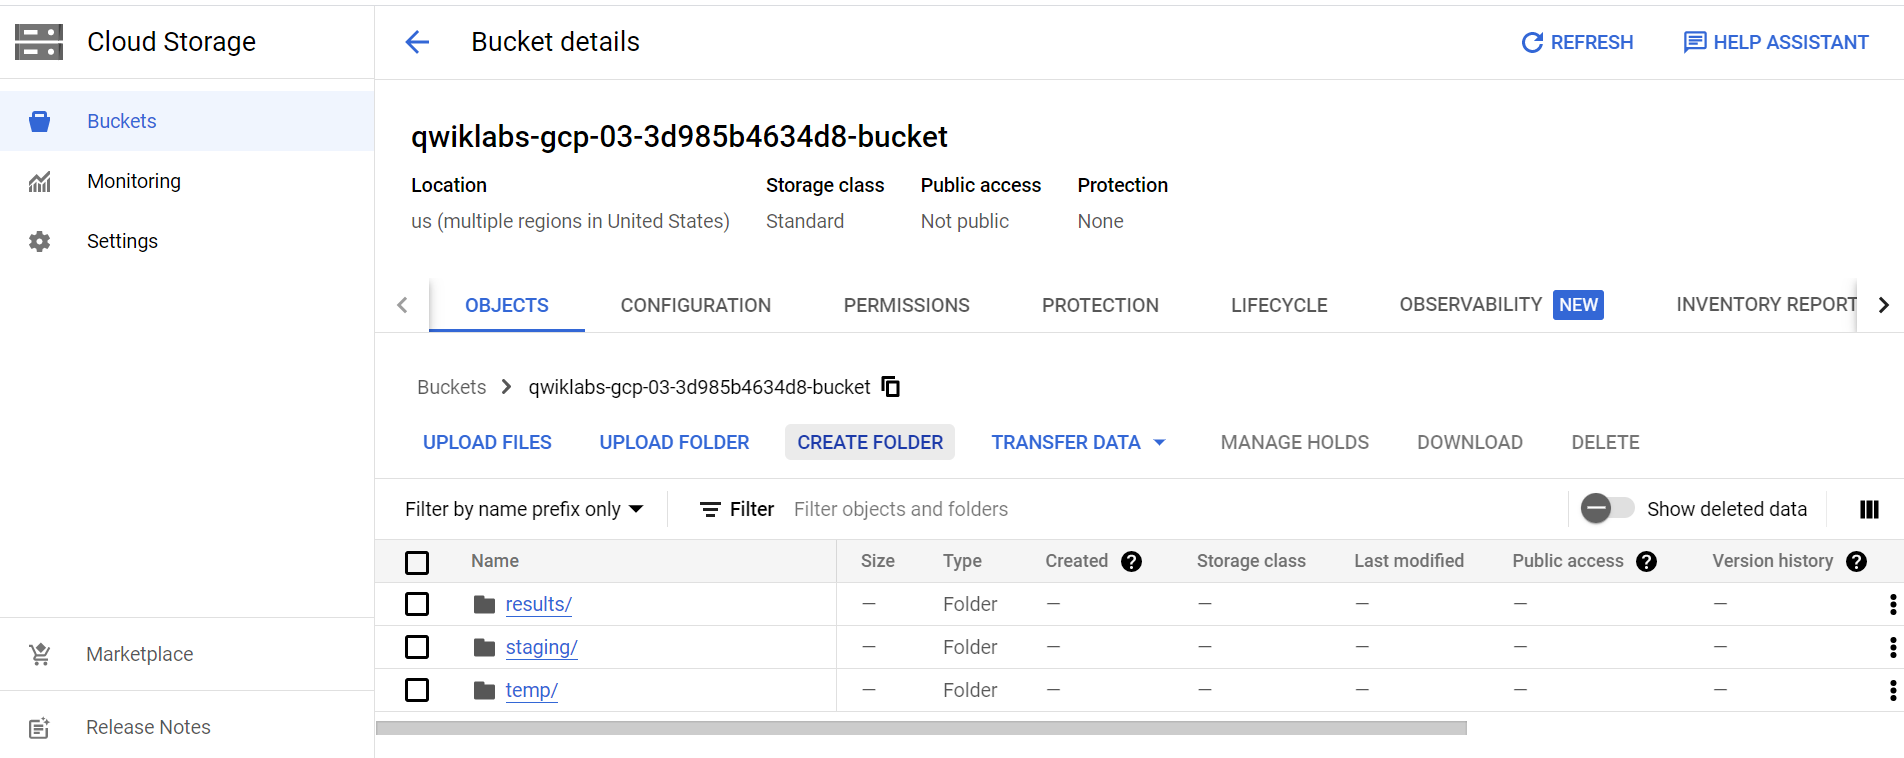 Cloud Storage
Bucket details
REFRESH
HELP ASSISTANT
Buckets
Monitoring
Settings
Marketplace
Release Notes
qwiklabs-gcp-03-3d985b4634d8-bucket
Location Storage class Public access Protection
us (multiple regions in United States) Standard Not public None
OBJECTS CONFIGURATION PERMISSIONS PROTECTION LIFECYCLE OBSERVABILITY NEW INVENTORY REPORT
Buckets qwiklabs-gcp-03-3d985b4634d8-bucket
UPLOAD FILES UPLOAD FOLDER CREATE FOLDER TRANSFER DATA MANAGE HOLDS DOWNLOAD DELETE
Filter by name prefix only Filter Filter objects and folders Show deleted data
Name Size Type Created ? Storage class Last modified Public access ? Version history ?
results/ — Folder — — — — —
staging/ — Folder — — — — —
temp/ — Folder — — — — —